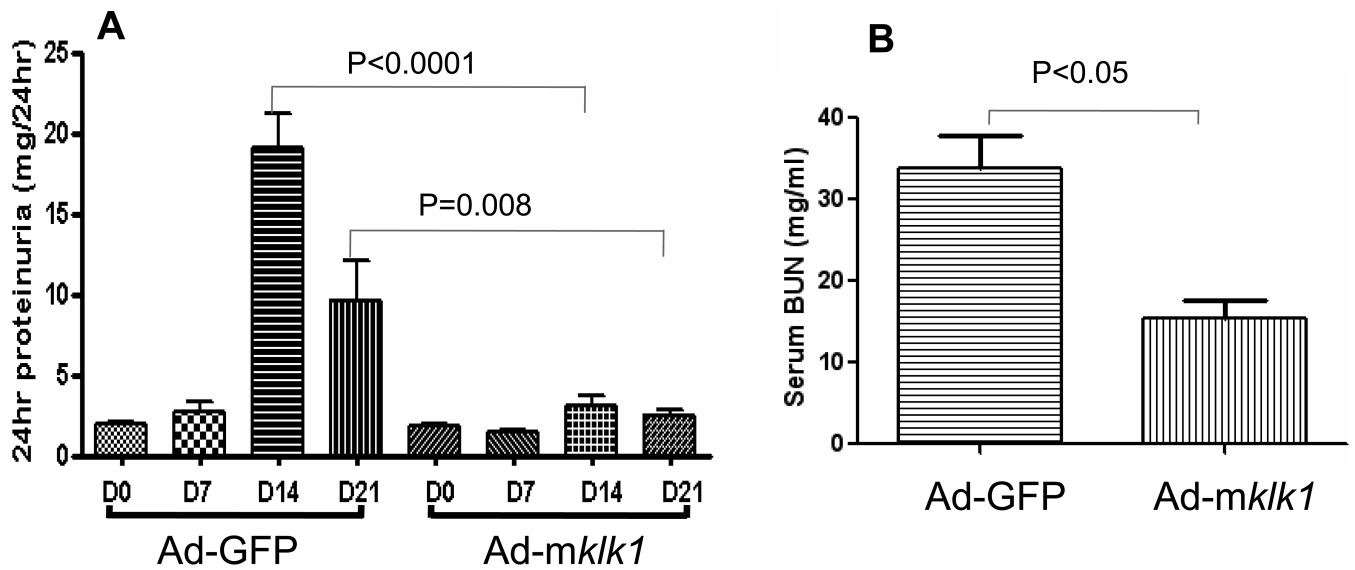 A
24hr proteinuria (mg/24hr)
25
20
15
10
5
0
P<0.0001
P=0.008
D0 D7 D14 D21 D0 D7 D14 D21
Ad-GFP Ad-mklk1
B
Serum BUN (mg/ml)
40
30
20
10
0
P<0.05
Ad-GFP Ad-mklk1